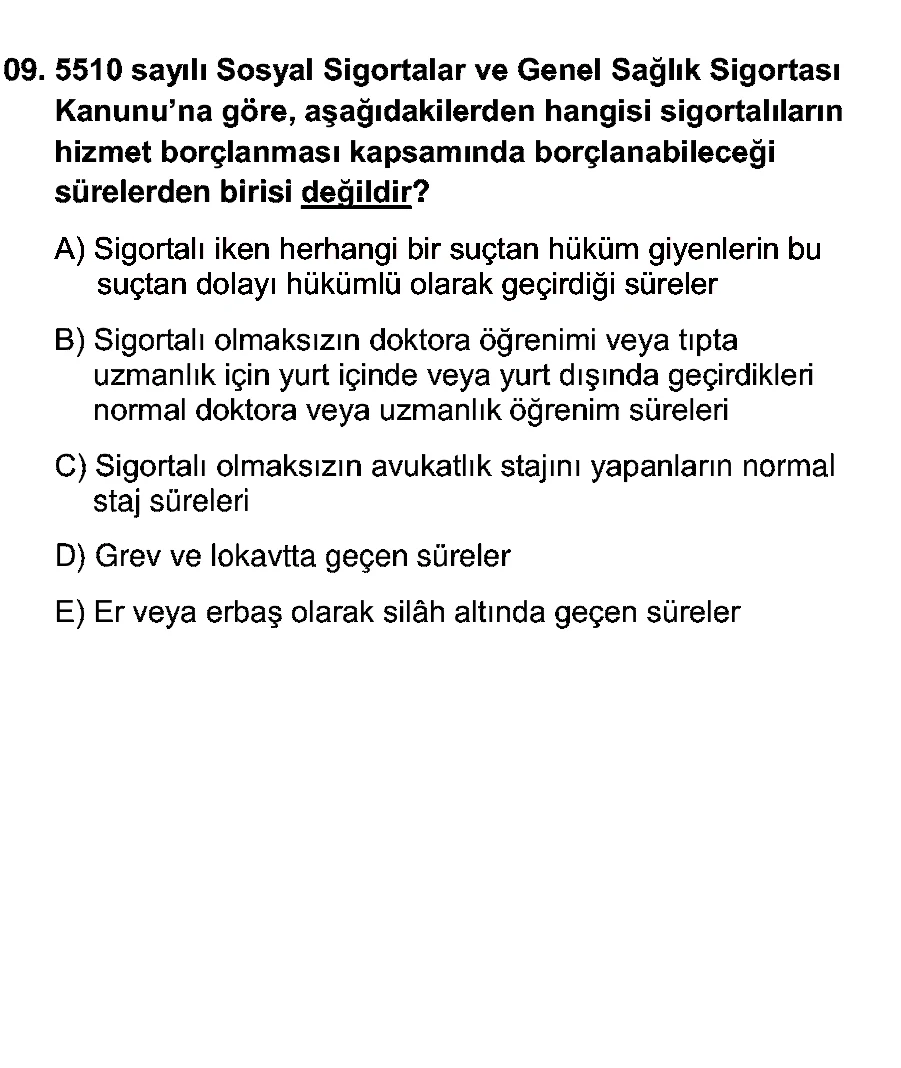 09. 5510 sayılı Sosyal Sigortalar ve Genel Sağlık Sigortası
Kanunu’na göre, aşağıdakilerden hangisi sigortalıların
hizmet borçlanması kapsamında borçlanabileceği
sürelerden birisi değildir?
A) Sigortalı iken herhangi bir suçtan hüküm giyenlerin bu
suçtan dolayı hükümlü olarak geçirdiği süreler
B) Sigortalı olmaksızın doktora öğrenimi veya tıpta
uzmanlık için yurt içinde veya yurt dışında geçirdikleri
normal doktora veya uzmanlık öğrenim süreleri
C) Sigortalı olmaksızın avukatlık stajını yapanların normal
staj süreleri
D) Grev ve lokavtta geçen süreler
E) Er veya erbaş olarak silâh altında geçen süreler